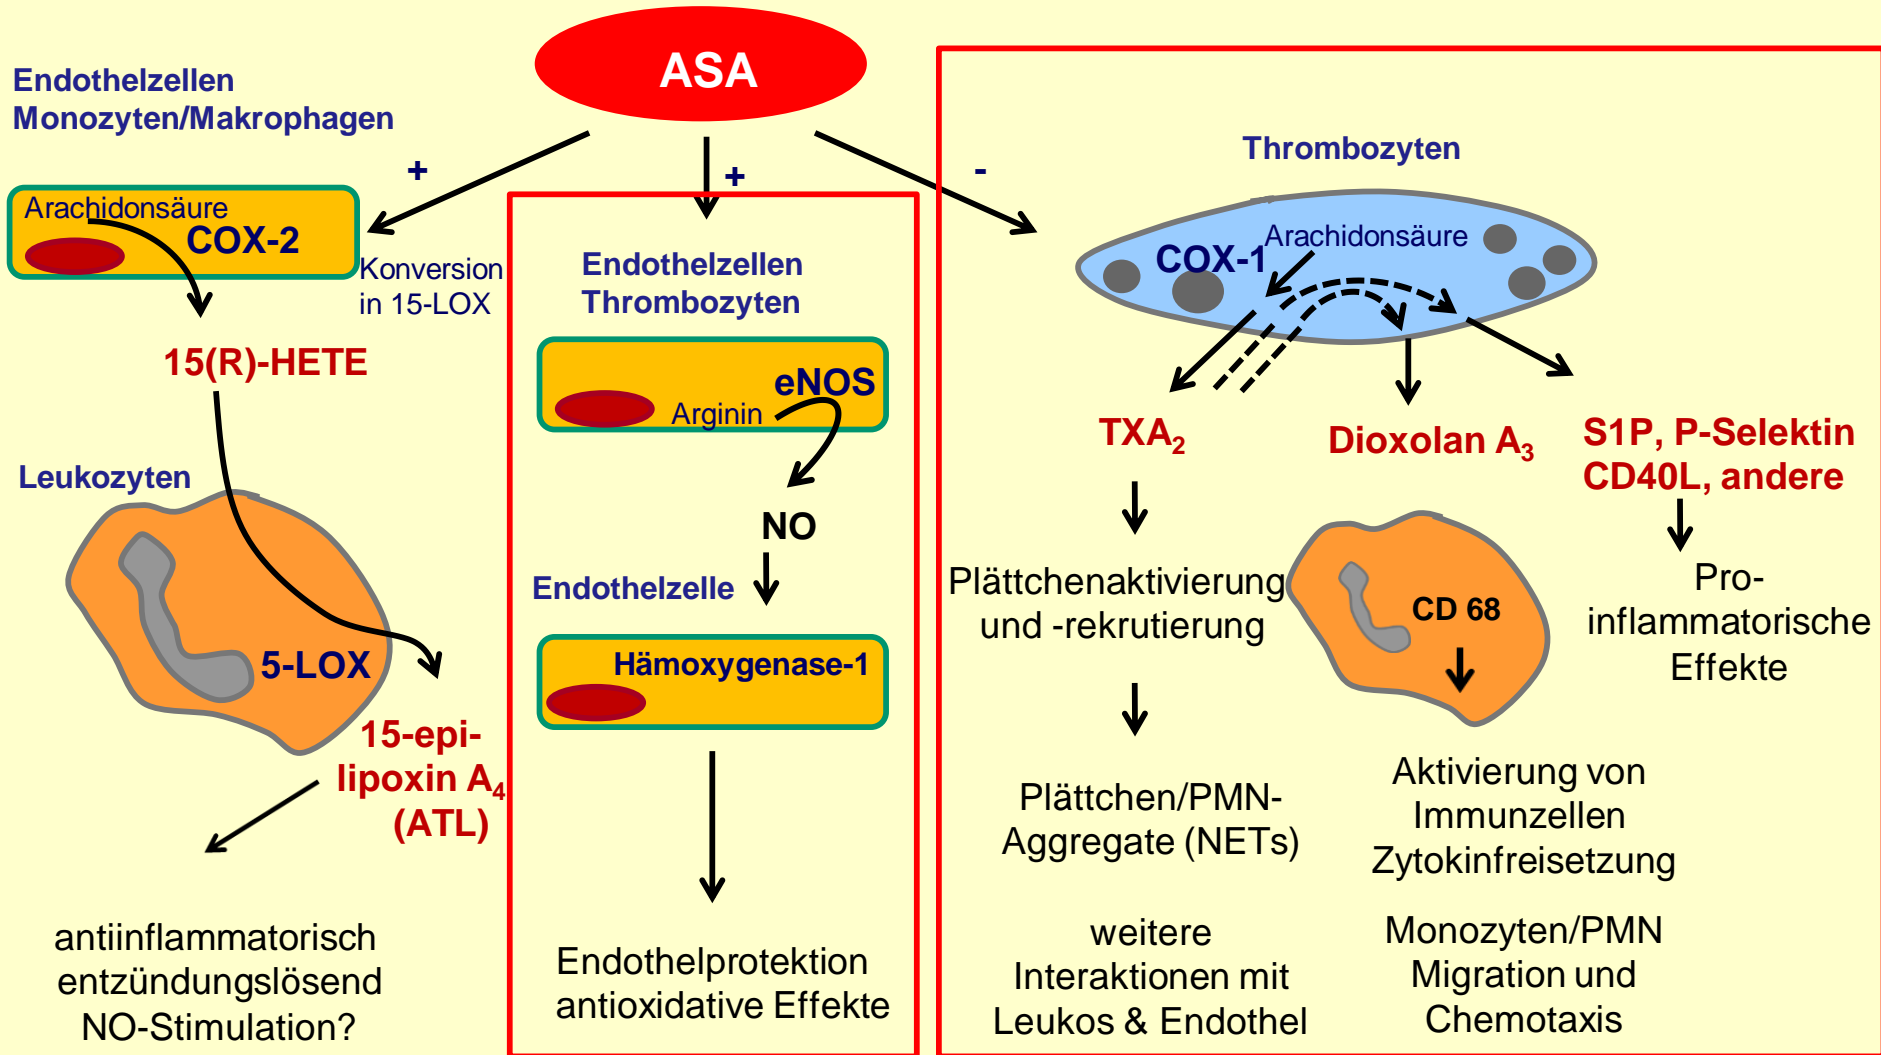 ASA
Endothelzellen
Monozyten/Makrophagen
+
+
-
Arachidonsäure
COX-2
Konversion
in 15-LOX
15(R)-HETE
Leukozyten
5-LOX
15-epi-
lipoxin A4
(ATL)
antiinflammatorisch
entzündungslösend
NO-Stimulation?
Endothelzellen
Thrombozyten
eNOS
Arginin
NO
Endothelzelle
Hämoxygenase-1
Endothelprotektion
antioxidative Effekte
Thrombozyten
Arachidonsäure
COX-1
TXA2
Plättchenaktivierung
und -rekrutierung
Plättchen/PMN-
Aggregate (NETs)
weitere
Interaktionen mit
Leukos & Endothel
Dioxolan A3
CD 68
Aktivierung von
Immunzellen
Zytokinfreisetzung
Monozyten/PMN
Migration und
Chemotaxis
S1P, P-Selektin
CD40L, andere
Pro-
inflammatorische
Effekte